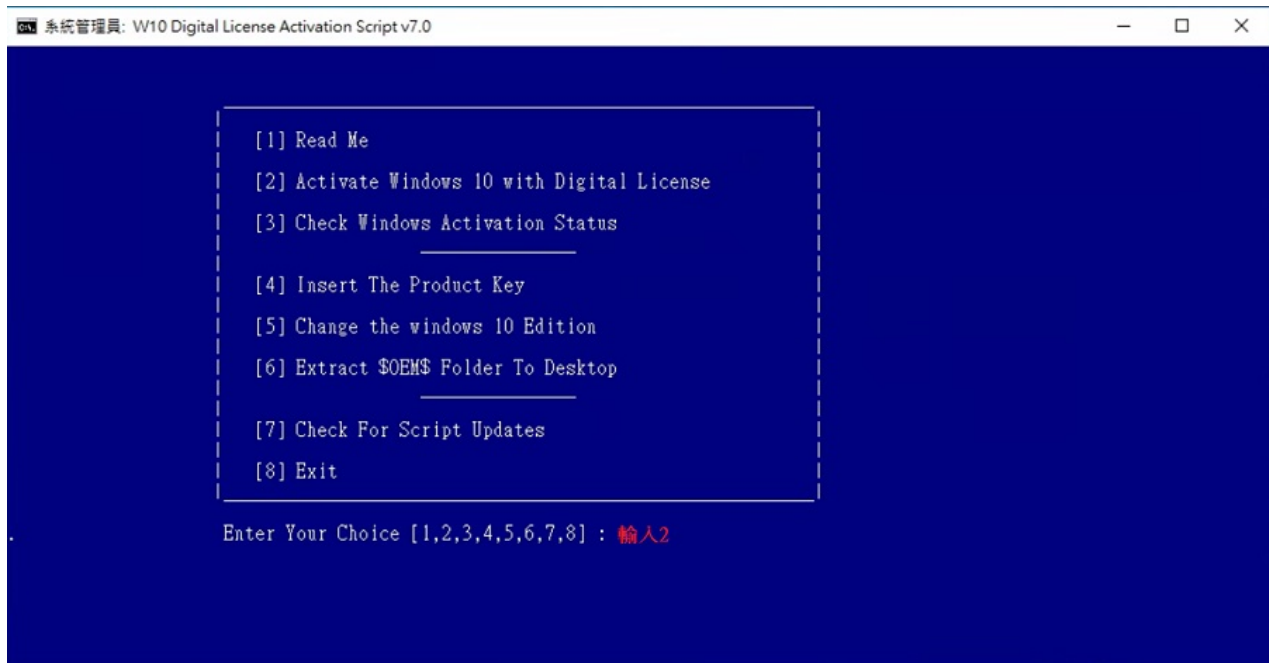 系統管理員: W10 Digital License Activation Script v7.0
[1] Read Me
[2] Activate Windows 10 with Digital License
[3] Check Windows Activation Status
[4] Insert The Product Key
[5] Change the windows 10 Edition
[6] Extract $OEM$ Folder To Desktop
[7] Check For Script Updates
[8] Exit
Enter Your Choice [1,2,3,4,5,6,7,8] : 輸入2